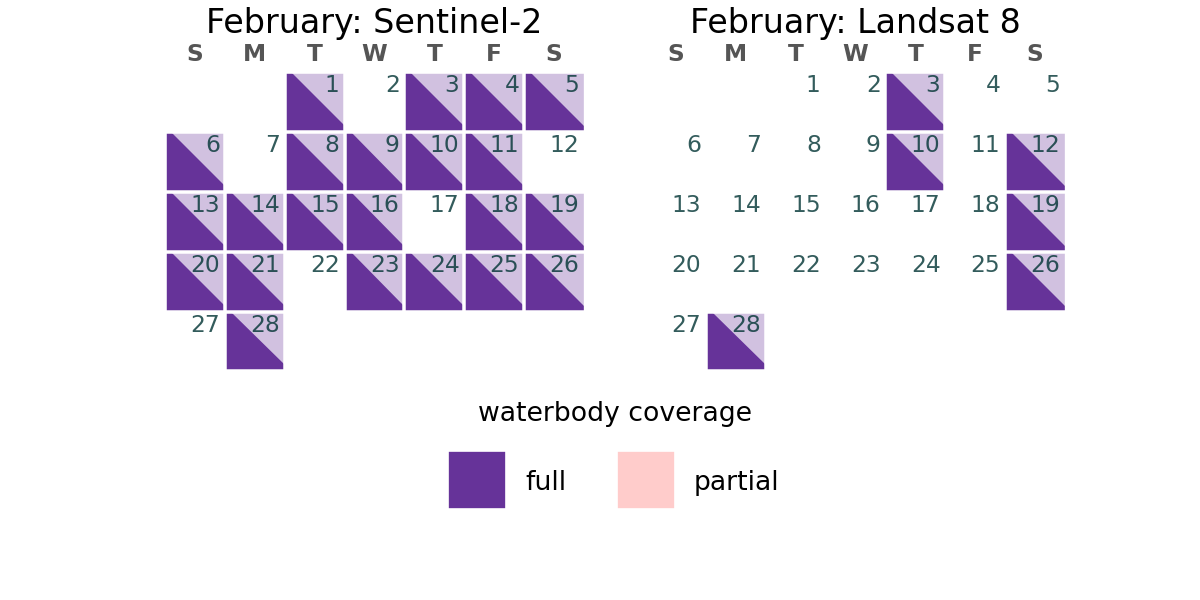 February: Sentinel-2
S M T W T F S
1 2 3 4 5
6 7 8 9 10 11 12
13 14 15 16 17 18 19
20 21 22 23 24 25 26
27 28
February: Landsat 8
S M T W T F S
1 2 3 4 5
6 7 8 9 10 11 12
13 14 15 16 17 18 19
20 21 22 23 24 25 26
27 28
waterbody coverage
full partial